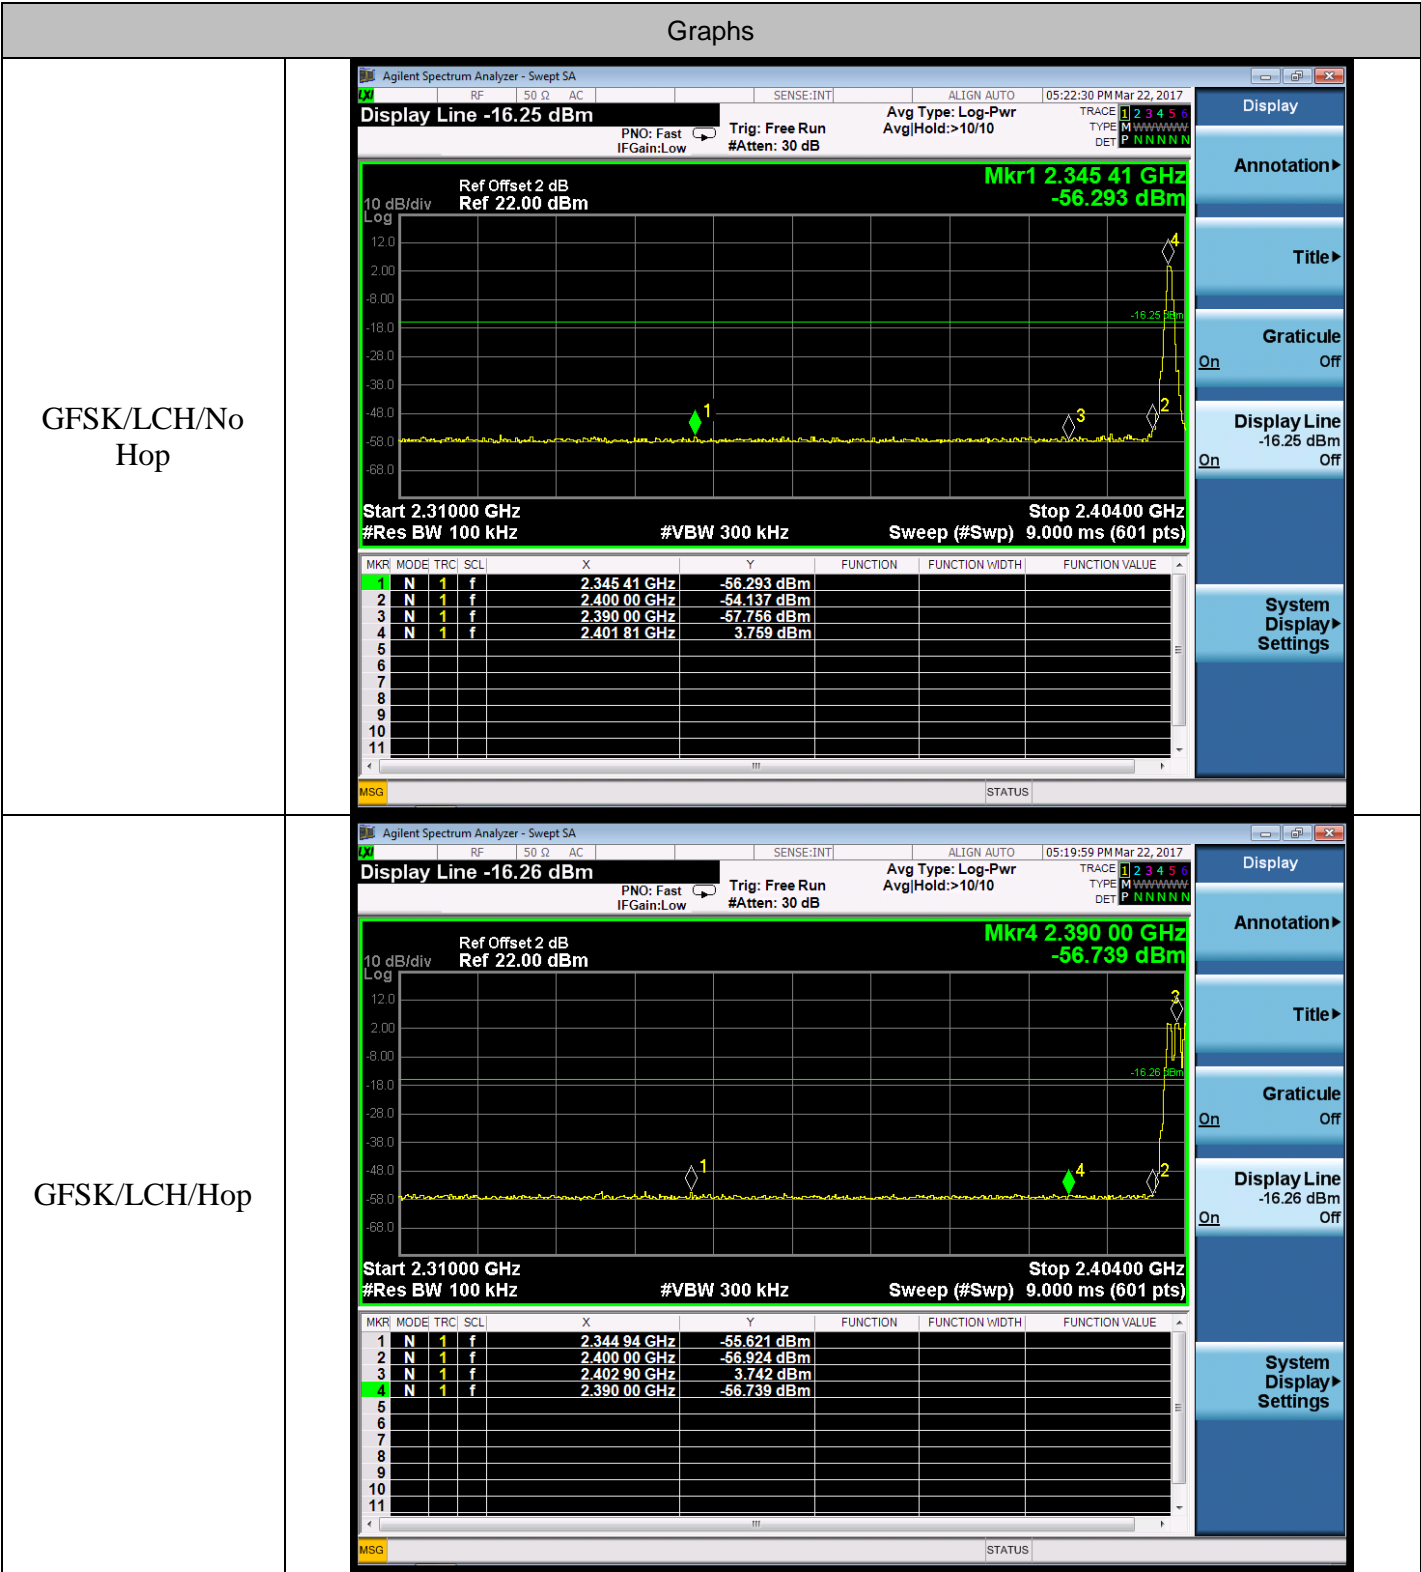 Graphs
GFSK/LCH/No
Hop
Agilent Spectrum Analyzer - Swept SA
LXI RF 50 Ω AC SENSE:INT ALIGN AUTO 05:22:30 PM Mar 22, 2017
Display Line -16.25 dBm
PNO: Fast
IFGain:Low
Trig: Free Run
#Atten: 30 dB
Avg Type: Log-Pwr
Avg|Hold:>10/10
TRACE 1 2 3 4 5 6
TYPE M WWWWW
DET P N N N N N
Mkr1 2.345 41 GHz
-56.293 dBm
Ref Offset 2 dB
10 dB/div Ref 22.00 dBm
Log
12.0
2.00
-8.00
-18.0
-28.0
-38.0
-48.0
-58.0
-68.0
-16.25 dBm
1
3
2
4
Start 2.31000 GHz Stop 2.40400 GHz
#Res BW 100 kHz #VBW 300 kHz Sweep (#Swp) 9.000 ms (601 pts)
MKR MODE TRC SCL X Y FUNCTION FUNCTION WIDTH FUNCTION VALUE
1 N 1 f 2.345 41 GHz -56.293 dBm
2 N 1 f 2.400 00 GHz -54.137 dBm
3 N 1 f 2.390 00 GHz -57.756 dBm
4 N 1 f 2.401 81 GHz 3.759 dBm
5
6
7
8
9
10
11
MSG STATUS
Display
Annotation
Title
Graticule
On Off
Display Line
-16.25 dBm
On Off
System
Display
Settings
GFSK/LCH/Hop
Agilent Spectrum Analyzer - Swept SA
LXI RF 50 Ω AC SENSE:INT ALIGN AUTO 05:19:59 PM Mar 22, 2017
Display Line -16.26 dBm
PNO: Fast
IFGain:Low
Trig: Free Run
#Atten: 30 dB
Avg Type: Log-Pwr
Avg|Hold:>10/10
TRACE 1 2 3 4 5 6
TYPE M WWWWW
DET P N N N N N
Mkr4 2.390 00 GHz
-56.739 dBm
Ref Offset 2 dB
10 dB/div Ref 22.00 dBm
Log
12.0
2.00
-8.00
-18.0
-28.0
-38.0
-48.0
-58.0
-68.0
-16.26 dBm
1
4
2
3
Start 2.31000 GHz Stop 2.40400 GHz
#Res BW 100 kHz #VBW 300 kHz Sweep (#Swp) 9.000 ms (601 pts)
MKR MODE TRC SCL X Y FUNCTION FUNCTION WIDTH FUNCTION VALUE
1 N 1 f 2.344 94 GHz -55.621 dBm
2 N 1 f 2.400 00 GHz -56.924 dBm
3 N 1 f 2.402 90 GHz 3.742 dBm
4 N 1 f 2.390 00 GHz -56.739 dBm
5
6
7
8
9
10
11
MSG STATUS
Display
Annotation
Title
Graticule
On Off
Display Line
-16.26 dBm
On Off
System
Display
Settings